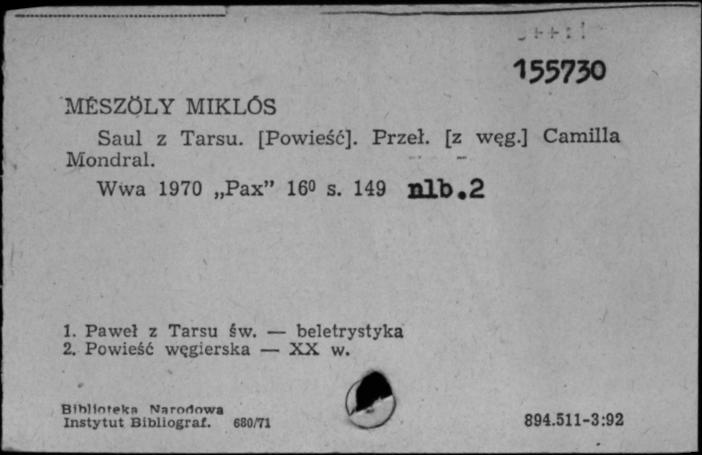 155730
MÉSZÖLY MIKLÓS
Saul z Tarsu. [Powieść]. Przeł. [z węg.] Camilla
Mondral.
Wwa 1970 „Pax” 16⁰ s. 149 nlb.2
1. Paweł z Tarsu św. — beletrystyka
2. Powieść węgierska — XX w.
Biblioteka Narodowa
Instytut Bibliograf. 680/71
894.511-3:92